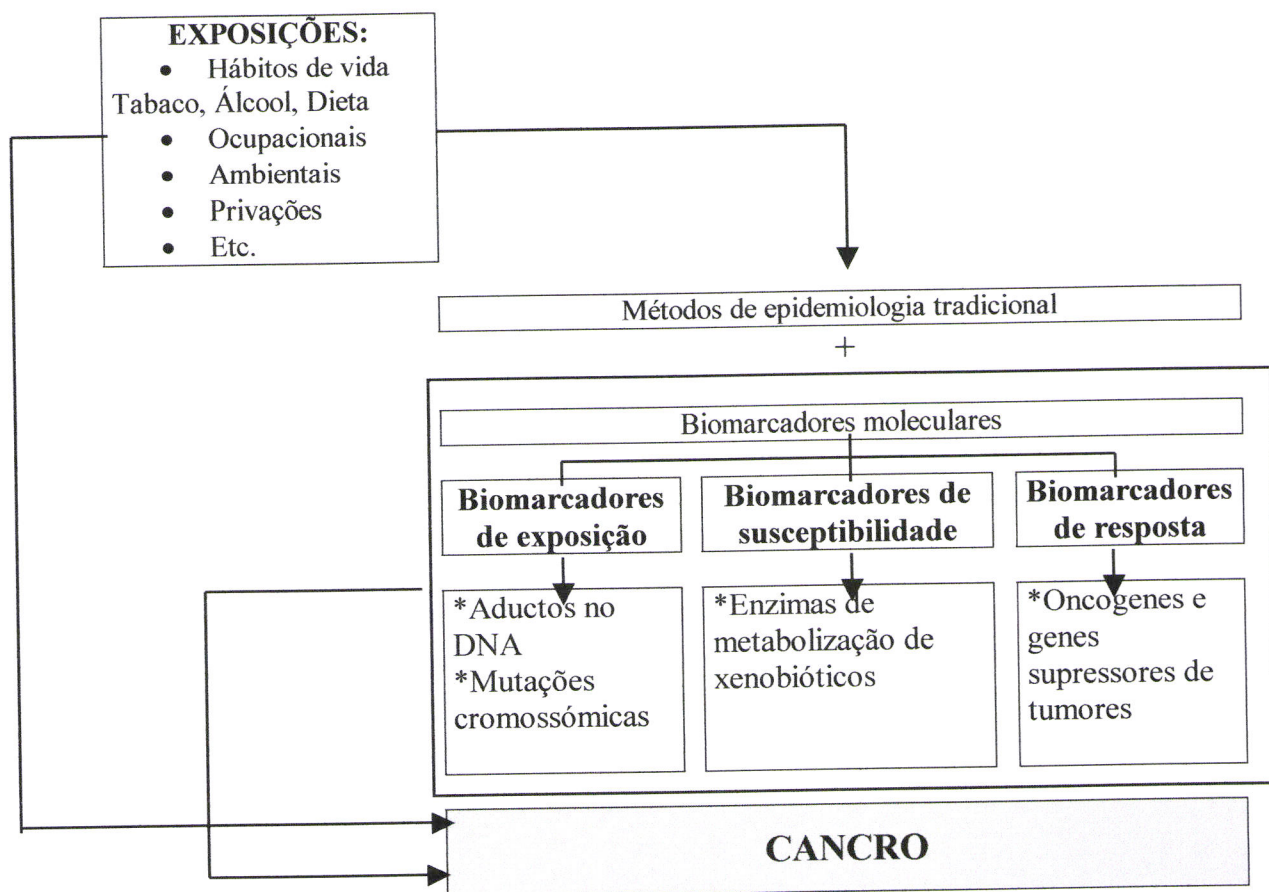 EXPOSIÇÕES:
• Hábitos de vida
Tabaco, Álcool, Dieta
• Ocupacionais
• Ambientais
• Privações
• Etc.
Métodos de epidemiologia tradicional
+
Biomarcadores moleculares
Biomarcadores
de exposição
Biomarcadores de
susceptibilidade
Biomarcadores
de resposta
*Aductos no
DNA
*Mutações
cromossómicas
*Enzimas de
metabolização de
xenobióticos
*Oncogenes e
genes
supressores de
tumores
CANCRO